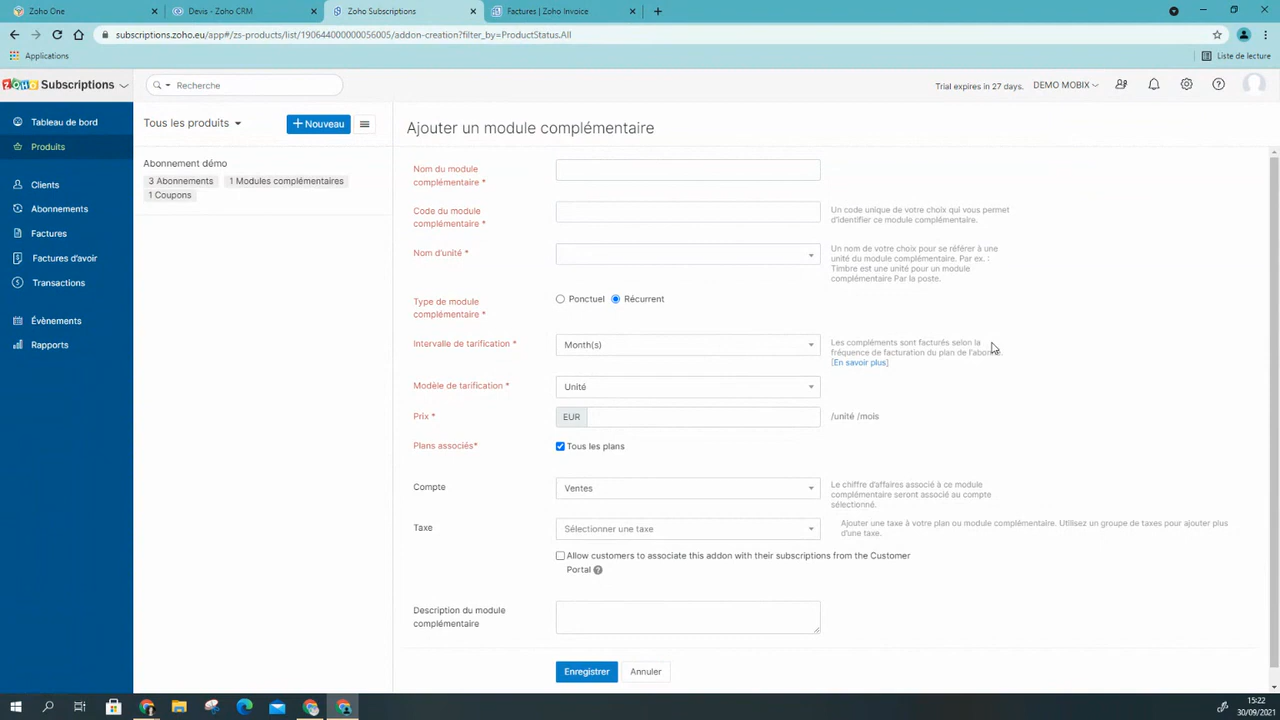 Zoho One
Devis - Zoho CRM
Zoho Subscriptions
Factures | Zoho Invoice
subscriptions.zoho.eu/app#/zs-products/list/190644000000056005/addon-creation?filter_by=ProductStatus.All
Applications
Liste de lecture
ZOHO Subscriptions
Recherche
Trial expires in 27 days.
DEMO MOBIX
Tableau de bord
Produits
Clients
Abonnements
Factures
Factures d'avoir
Transactions
Évènements
Rapports
Tous les produits
+ Nouveau
Abonnement démo
3 Abonnements
1 Modules complémentaires
1 Coupons
Ajouter un module complémentaire
Nom du module
complémentaire *
Code du module
complémentaire *
Un code unique de votre choix qui vous permet
d'identifier ce module complémentaire.
Nom d'unité *
Un nom de votre choix pour se référer à une
unité du module complémentaire. Par ex. :
Timbre est une unité pour un module
complémentaire Par la poste.
Type de module
complémentaire *
Ponctuel
Récurrent
Intervalle de tarification *
Month(s)
Les compléments sont facturés selon la
fréquence de facturation du plan de l'abonné.
[En savoir plus]
Modèle de tarification *
Unité
Prix *
EUR
/unité /mois
Plans associés*
Tous les plans
Compte
Ventes
Le chiffre d'affaires associé à ce module
complémentaire seront associé au compte
sélectionné.
Taxe
Sélectionner une taxe
Ajouter une taxe à votre plan ou module complémentaire. Utilisez un groupe de taxes pour ajouter plus
d'une taxe.
Allow customers to associate this addon with their subscriptions from the Customer
Portal
Description du module
complémentaire
Enregistrer
Annuler
15:22
30/09/2021